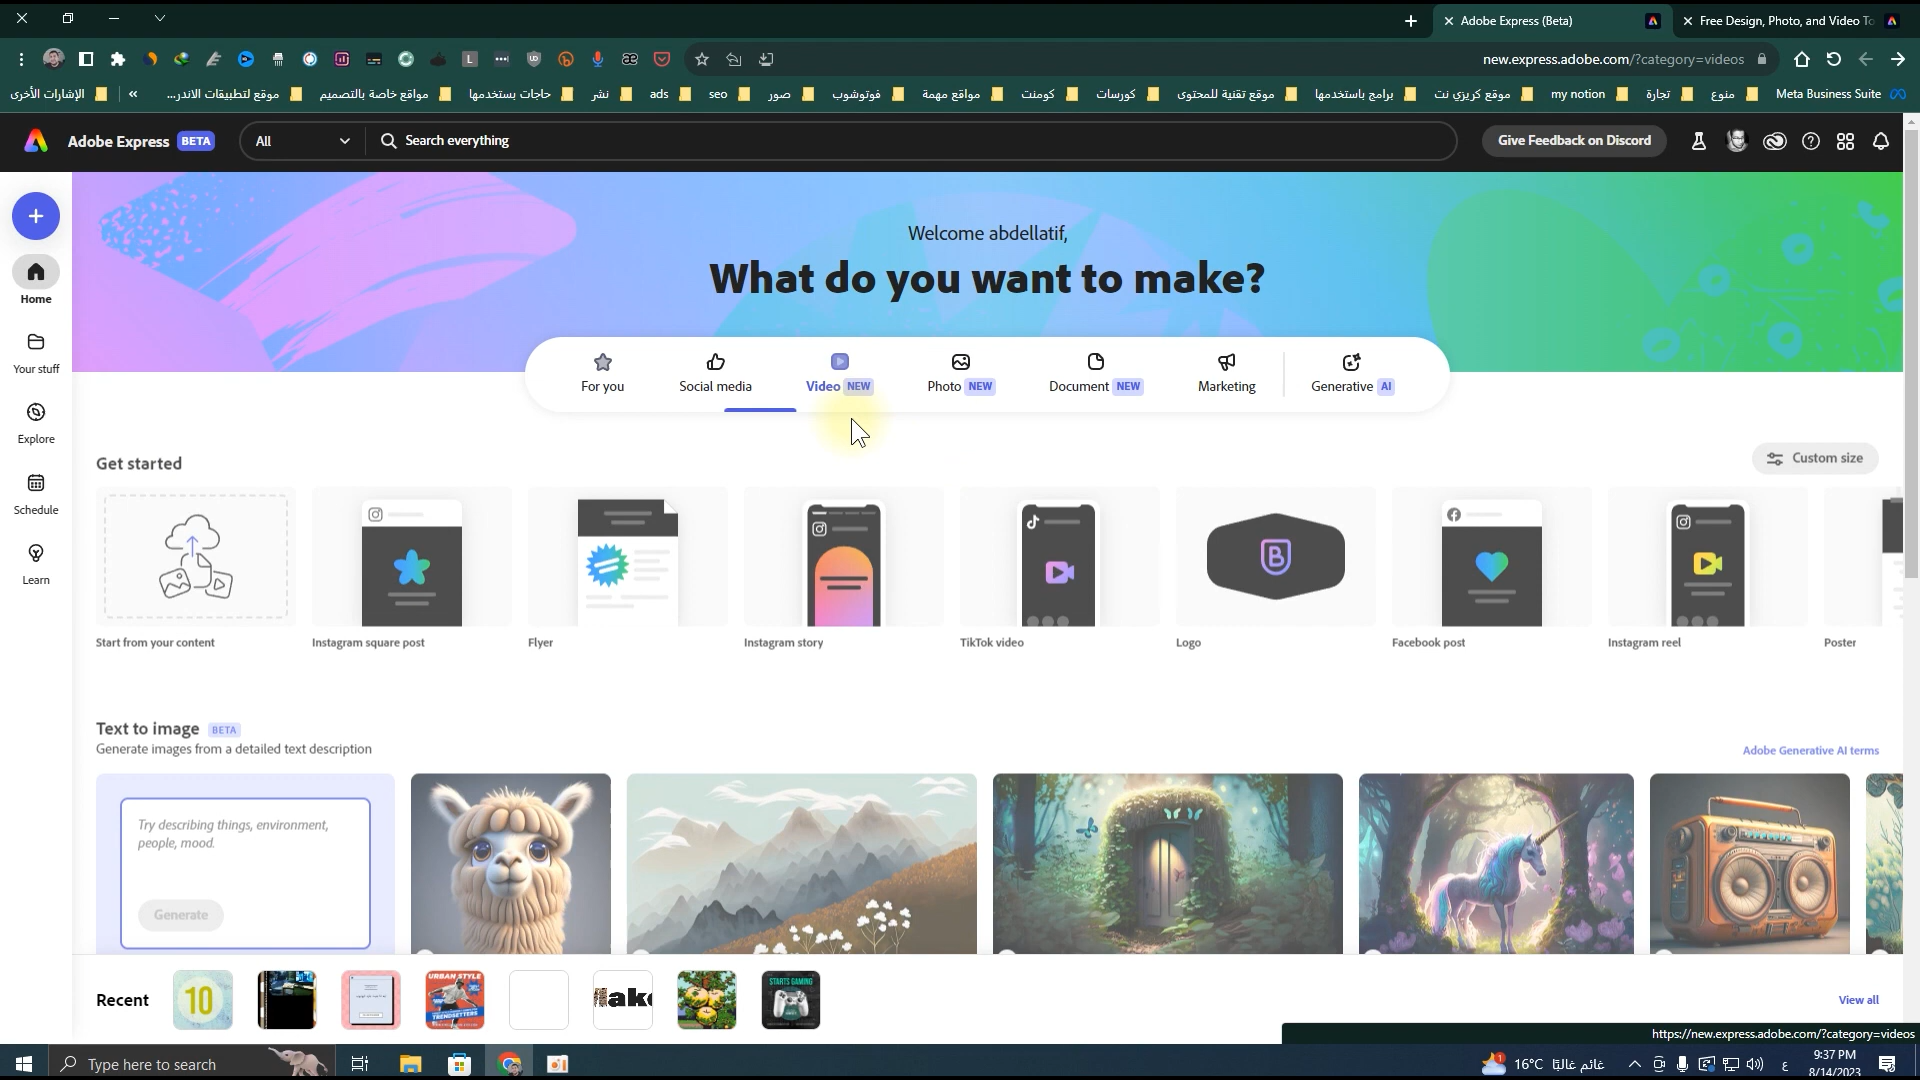 Adobe Express (Beta)
Free Design, Photo, and Video To
new.express.adobe.com/?category=videos
الإشارات الأخرى
«
موقع لتطبيقات الاندر...
مواقع خاصة بالتصميم
حاجات بستخدمها
نشر
ads
seo
صور
فوتوشوب
مواقع مهمة
كومنت
كورسات
موقع تقنية للمحتوى
برامج باستخدمها
موقع كريزي نت
my notion
تجارة
منوع
Meta Business Suite
Adobe Express BETA
All
Search everything
Give Feedback on Discord
Welcome abdellatif,
What do you want to make?
Home
Your stuff
Explore
Schedule
Learn
For you
Social media
Video NEW
Photo NEW
Document NEW
Marketing
Generative AI
Get started
Custom size
B
Start from your content
Instagram square post
Flyer
Instagram story
TikTok video
Logo
Facebook post
Instagram reel
Poster
Text to image BETA
Generate images from a detailed text description
Adobe Generative AI terms
Try describing things, environment,
people, mood.
Generate
Recent
10
URBAN STYLE
TRENDSETTERS
STARTS GAMING
View all
https://new.express.adobe.com/?category=videos
Type here to search
16°C غائم غالبًا
ع
9:37 PM
8/14/2023